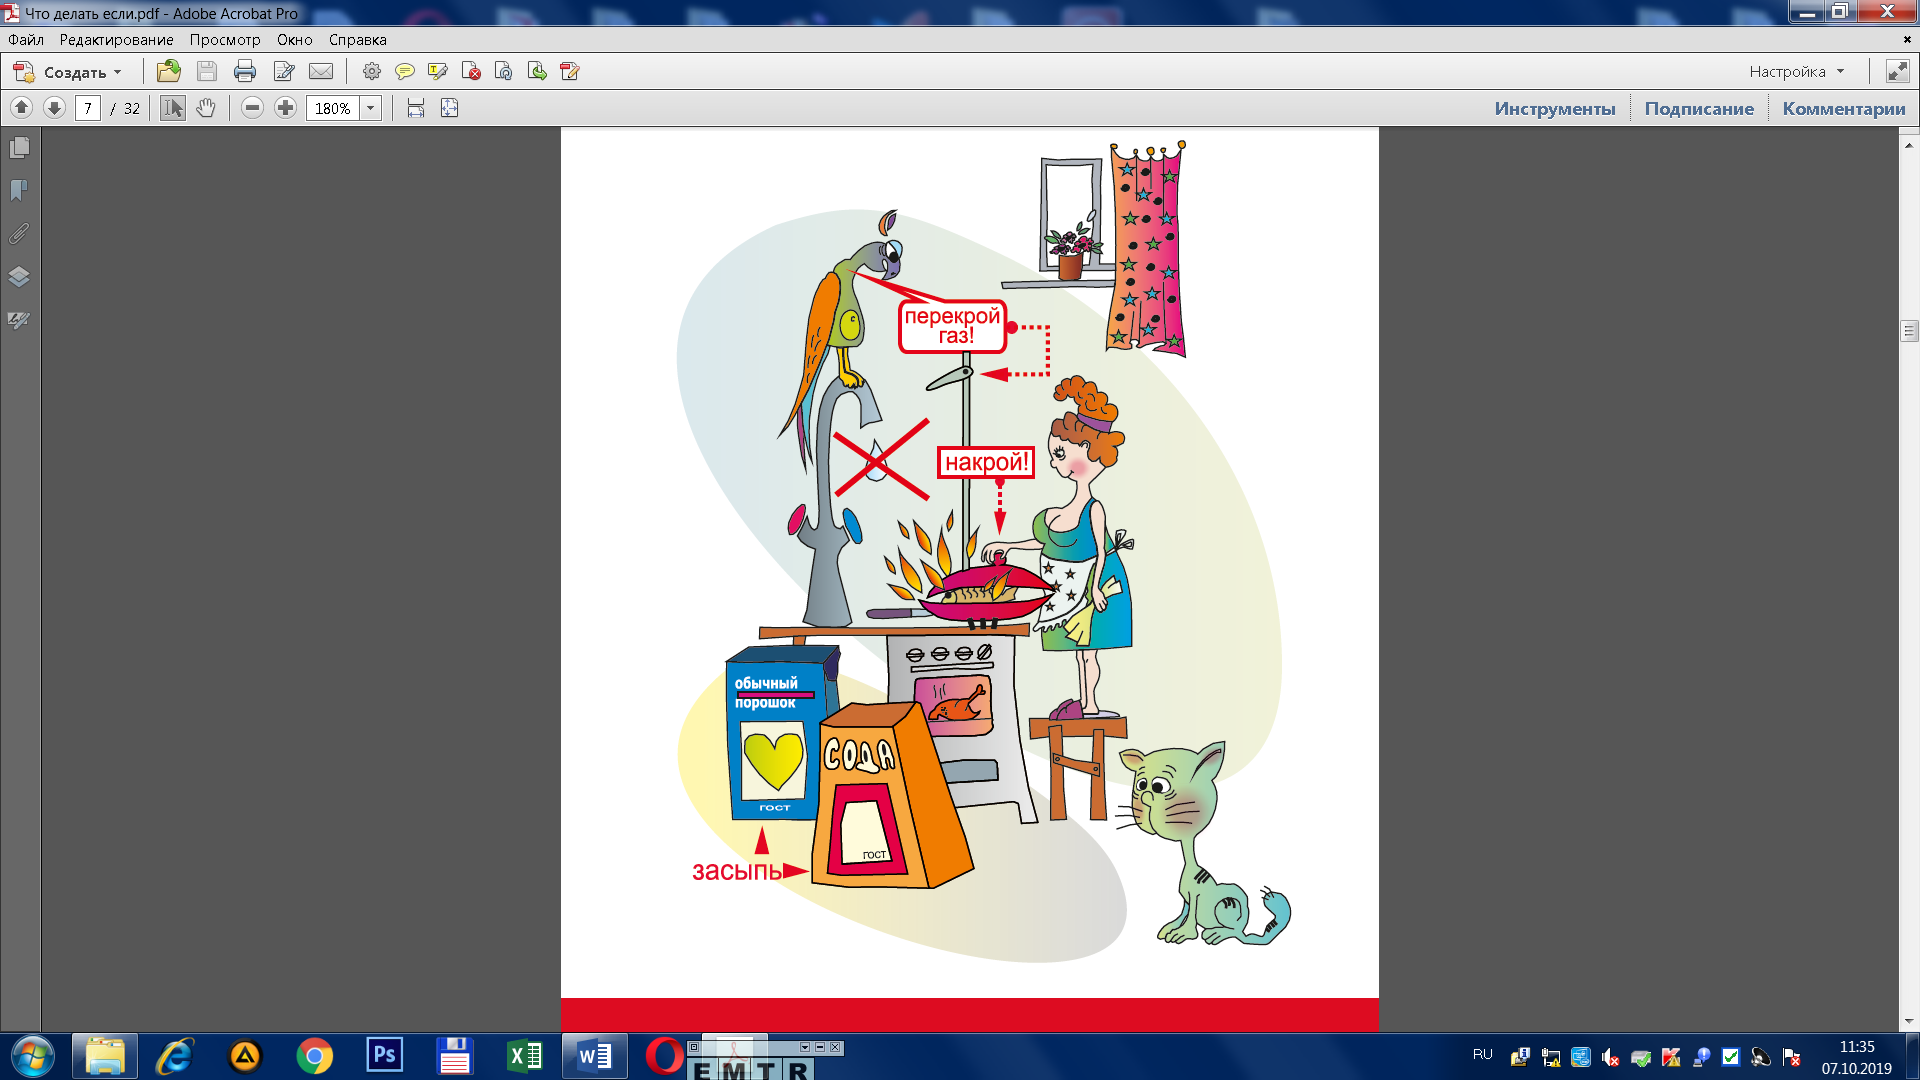 Что делать если.pdf - Adobe Acrobat Pro
Файл Редактирование Просмотр Окно Справка
Создать
Настройка
7 / 32
180%
Инструменты Подписание Комментарии
перекрой
газ!
накрой!
обычный
порошок
ГОСТ
СОДА
ГОСТ
засыпь
Ps
W
E M T R
RU
11:35
07.10.2019